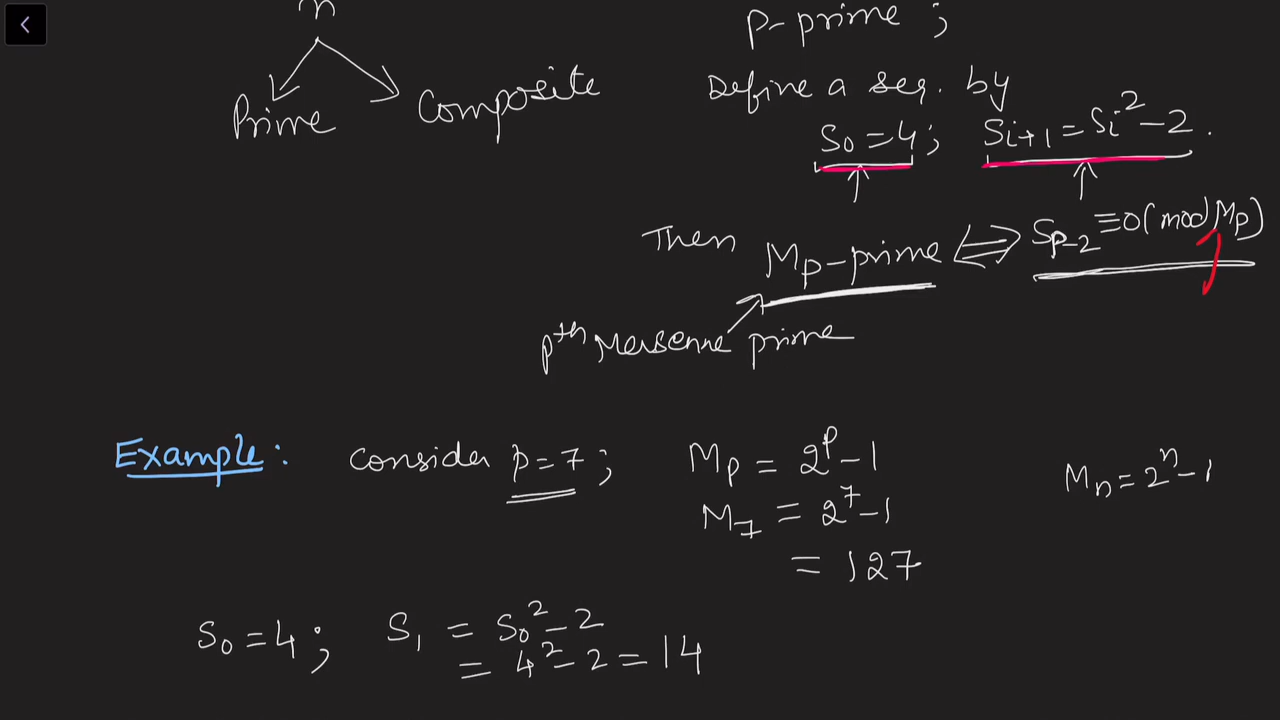 n
Prime Composite
p-prime ;
Define a seq. by
S₀=4; Sᵢ₊₁=Sᵢ²-2.
Then Mₚ-prime ⟺ Sₚ₋₂≡0(mod Mₚ)
pᵗʰ Mersenne prime
Example: Consider p=7; Mₚ = 2ᵖ-1 Mₙ=2ⁿ-1
M₇ = 2⁷-1
= 127
S₀=4; S₁ = S₀²-2
= 4²-2=14